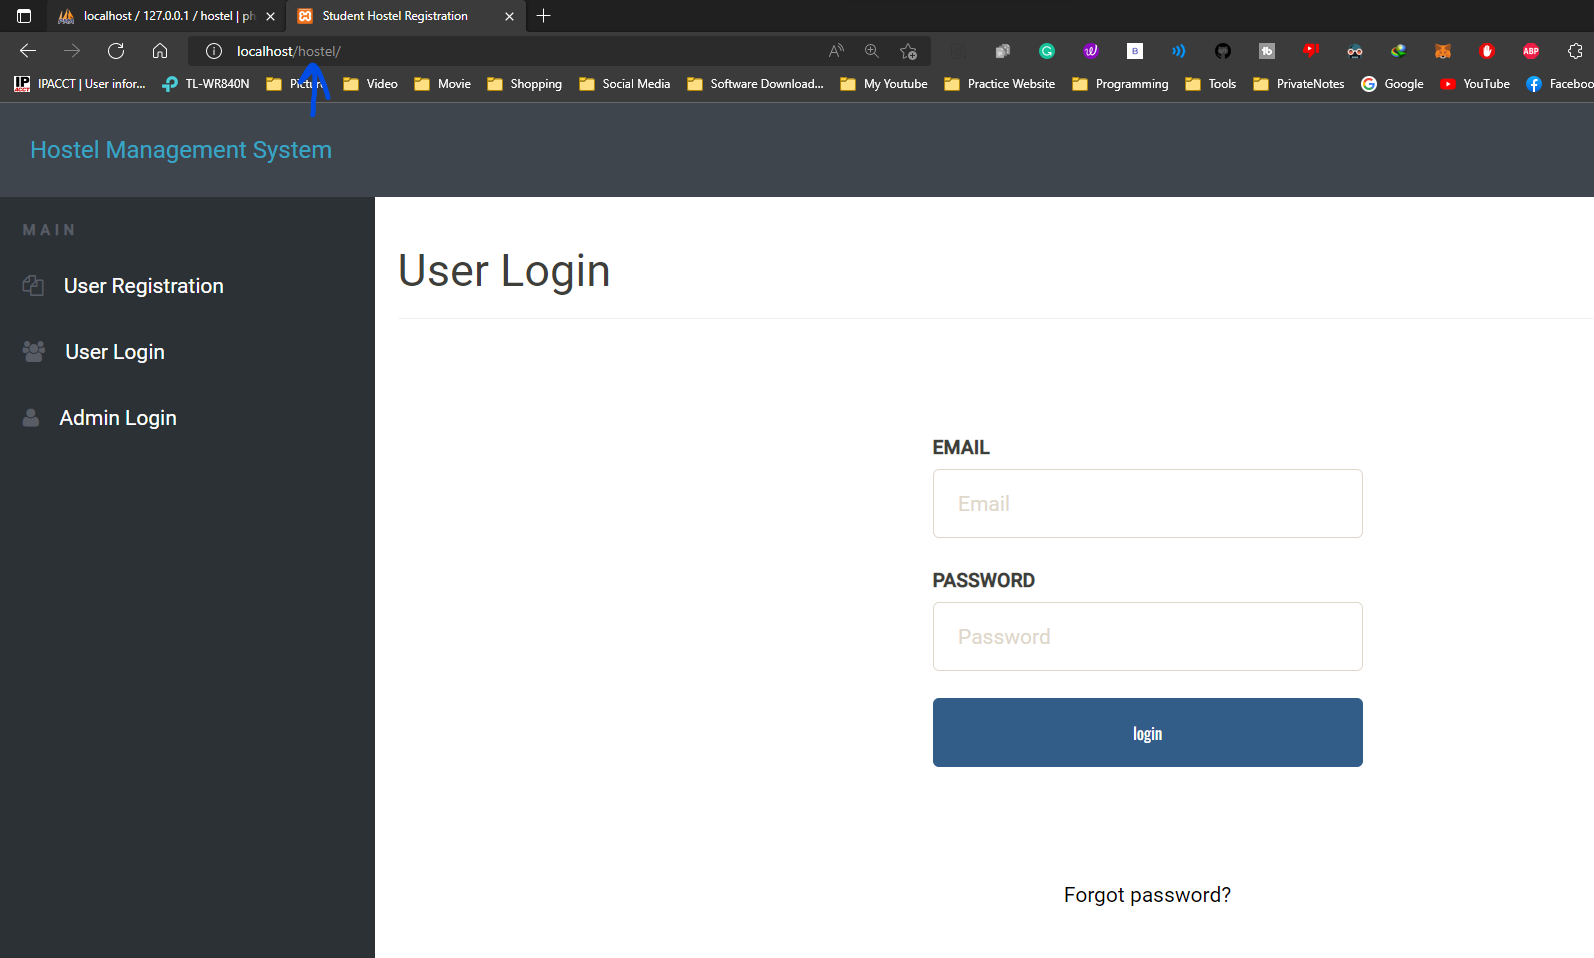 localhost / 127.0.0.1 / hostel | ph
Student Hostel Registration
localhost/hostel/
IPACCT | User infor...
TL-WR840N
Picture
Video
Movie
Shopping
Social Media
Software Download...
My Youtube
Practice Website
Programming
Tools
PrivateNotes
Google
YouTube
Faceboo
Hostel Management System
MAIN
User Registration
User Login
Admin Login
User Login
EMAIL
Email
PASSWORD
Password
login
Forgot password?